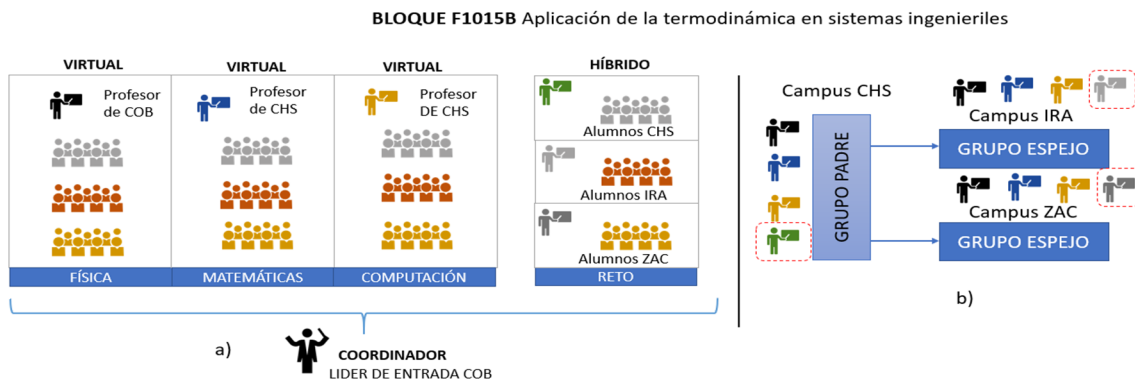 BLOQUE F1015B Aplicación de la termodinámica en sistemas ingenieriles
VIRTUAL
VIRTUAL
VIRTUAL
HÍBRIDO
Profesor
de COB
Profesor
de CHS
Profesor
DE CHS
Alumnos CHS
Alumnos IRA
Alumnos ZAC
FÍSICA
MATEMÁTICAS
COMPUTACIÓN
RETO
a)
COORDINADOR
LIDER DE ENTRADA COB
Campus CHS
GRUPO PADRE
Campus IRA
GRUPO ESPEJO
Campus ZAC
GRUPO ESPEJO
b)